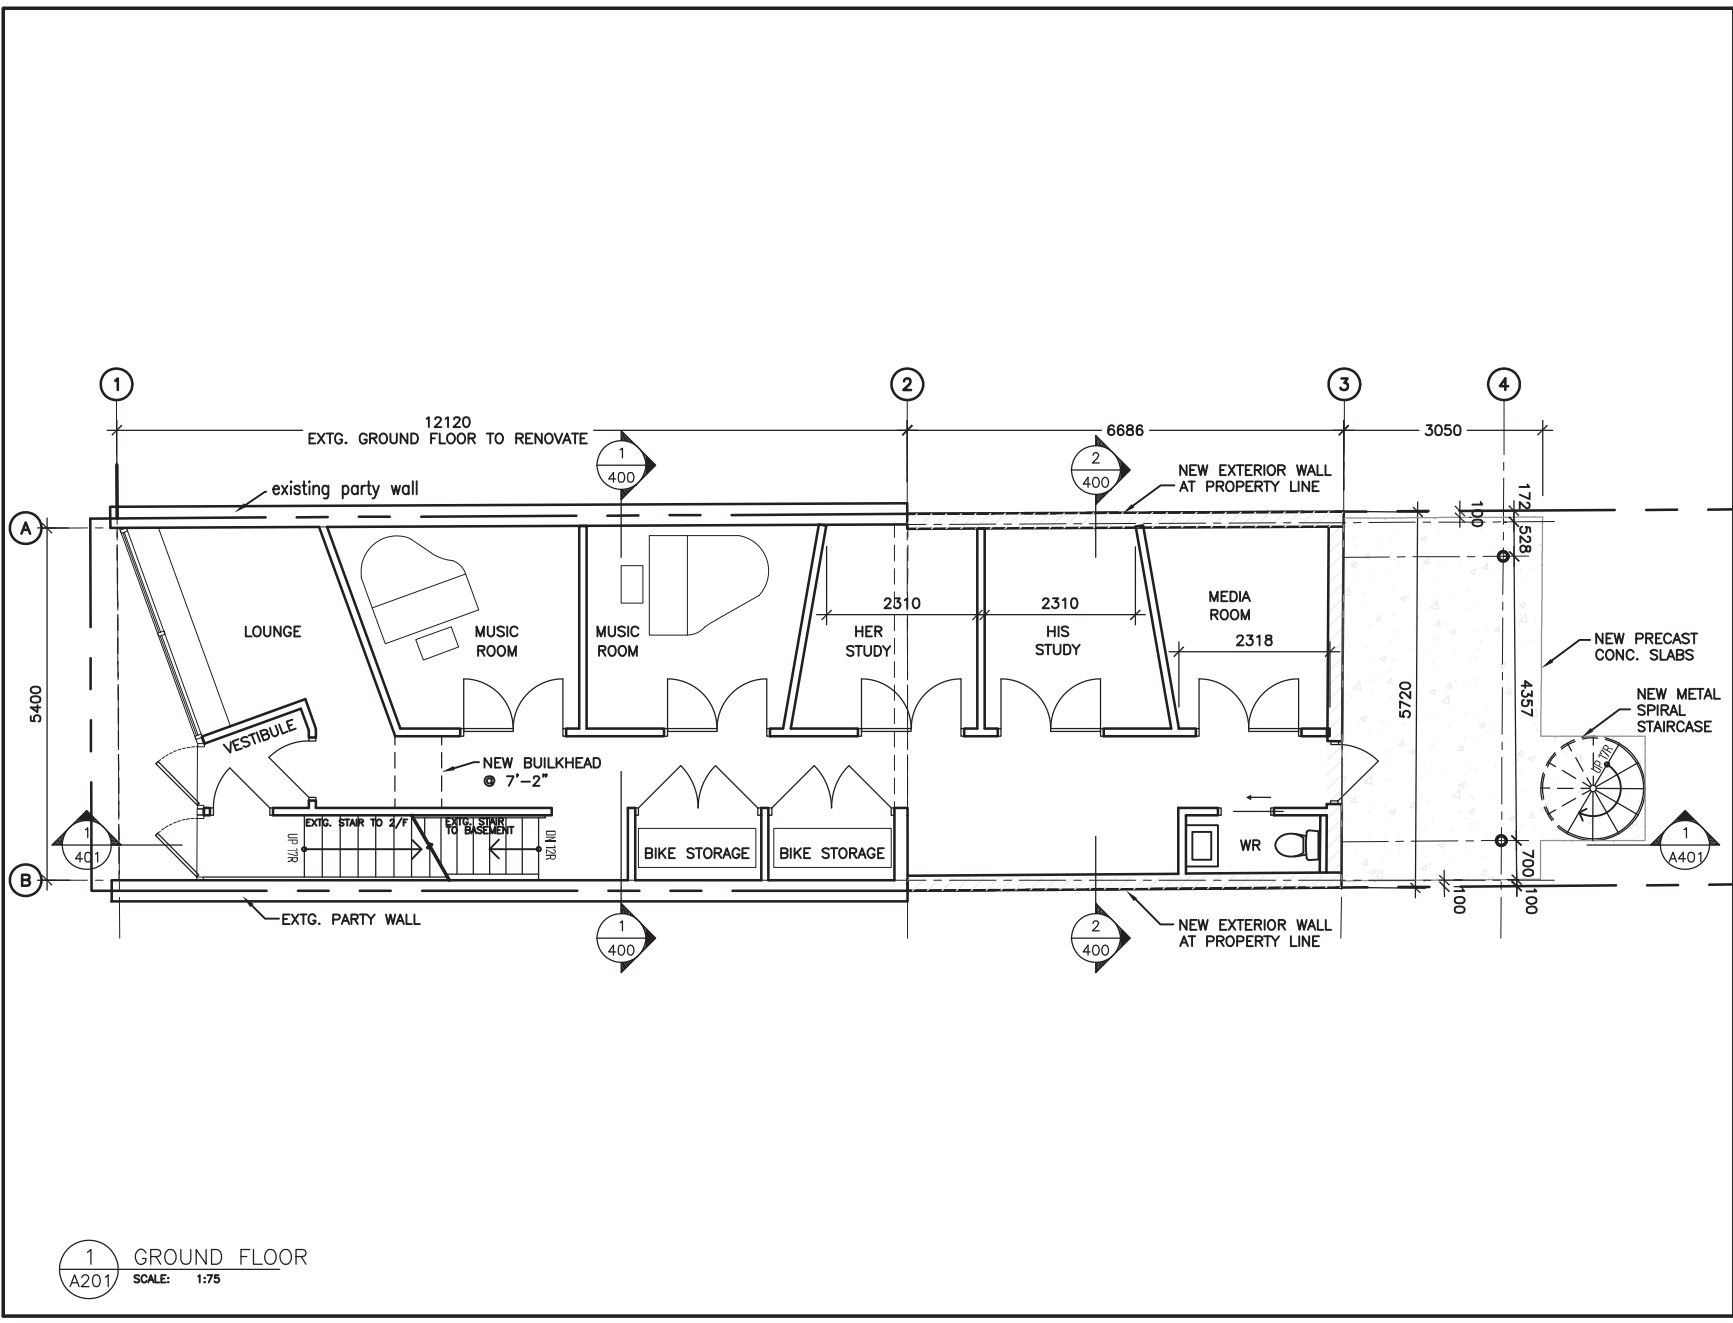 1
2
3
4
12120
EXTG. GROUND FLOOR TO RENOVATE
6686
3050
1
400
2
400
existing party wall
NEW EXTERIOR WALL
AT PROPERTY LINE
172
100
528
A
2310
2310
MEDIA
ROOM
LOUNGE
MUSIC
ROOM
MUSIC
ROOM
HER
STUDY
HIS
STUDY
2318
NEW PRECAST
CONC. SLABS
5400
5720
4357
NEW METAL
SPIRAL
STAIRCASE
VESTIBULE
UP 17R
NEW BUILKHEAD
@ 7'-2"
EXTG. STAIR TO 2/F
EXTG. STAIR
TO BASEMENT
UP 17R
DN 12R
1
401
BIKE STORAGE
BIKE STORAGE
WR
1
A401
700
B
100
100
EXTG. PARTY WALL
1
400
2
400
NEW EXTERIOR WALL
AT PROPERTY LINE
1
A201
GROUND FLOOR
SCALE: 1:75